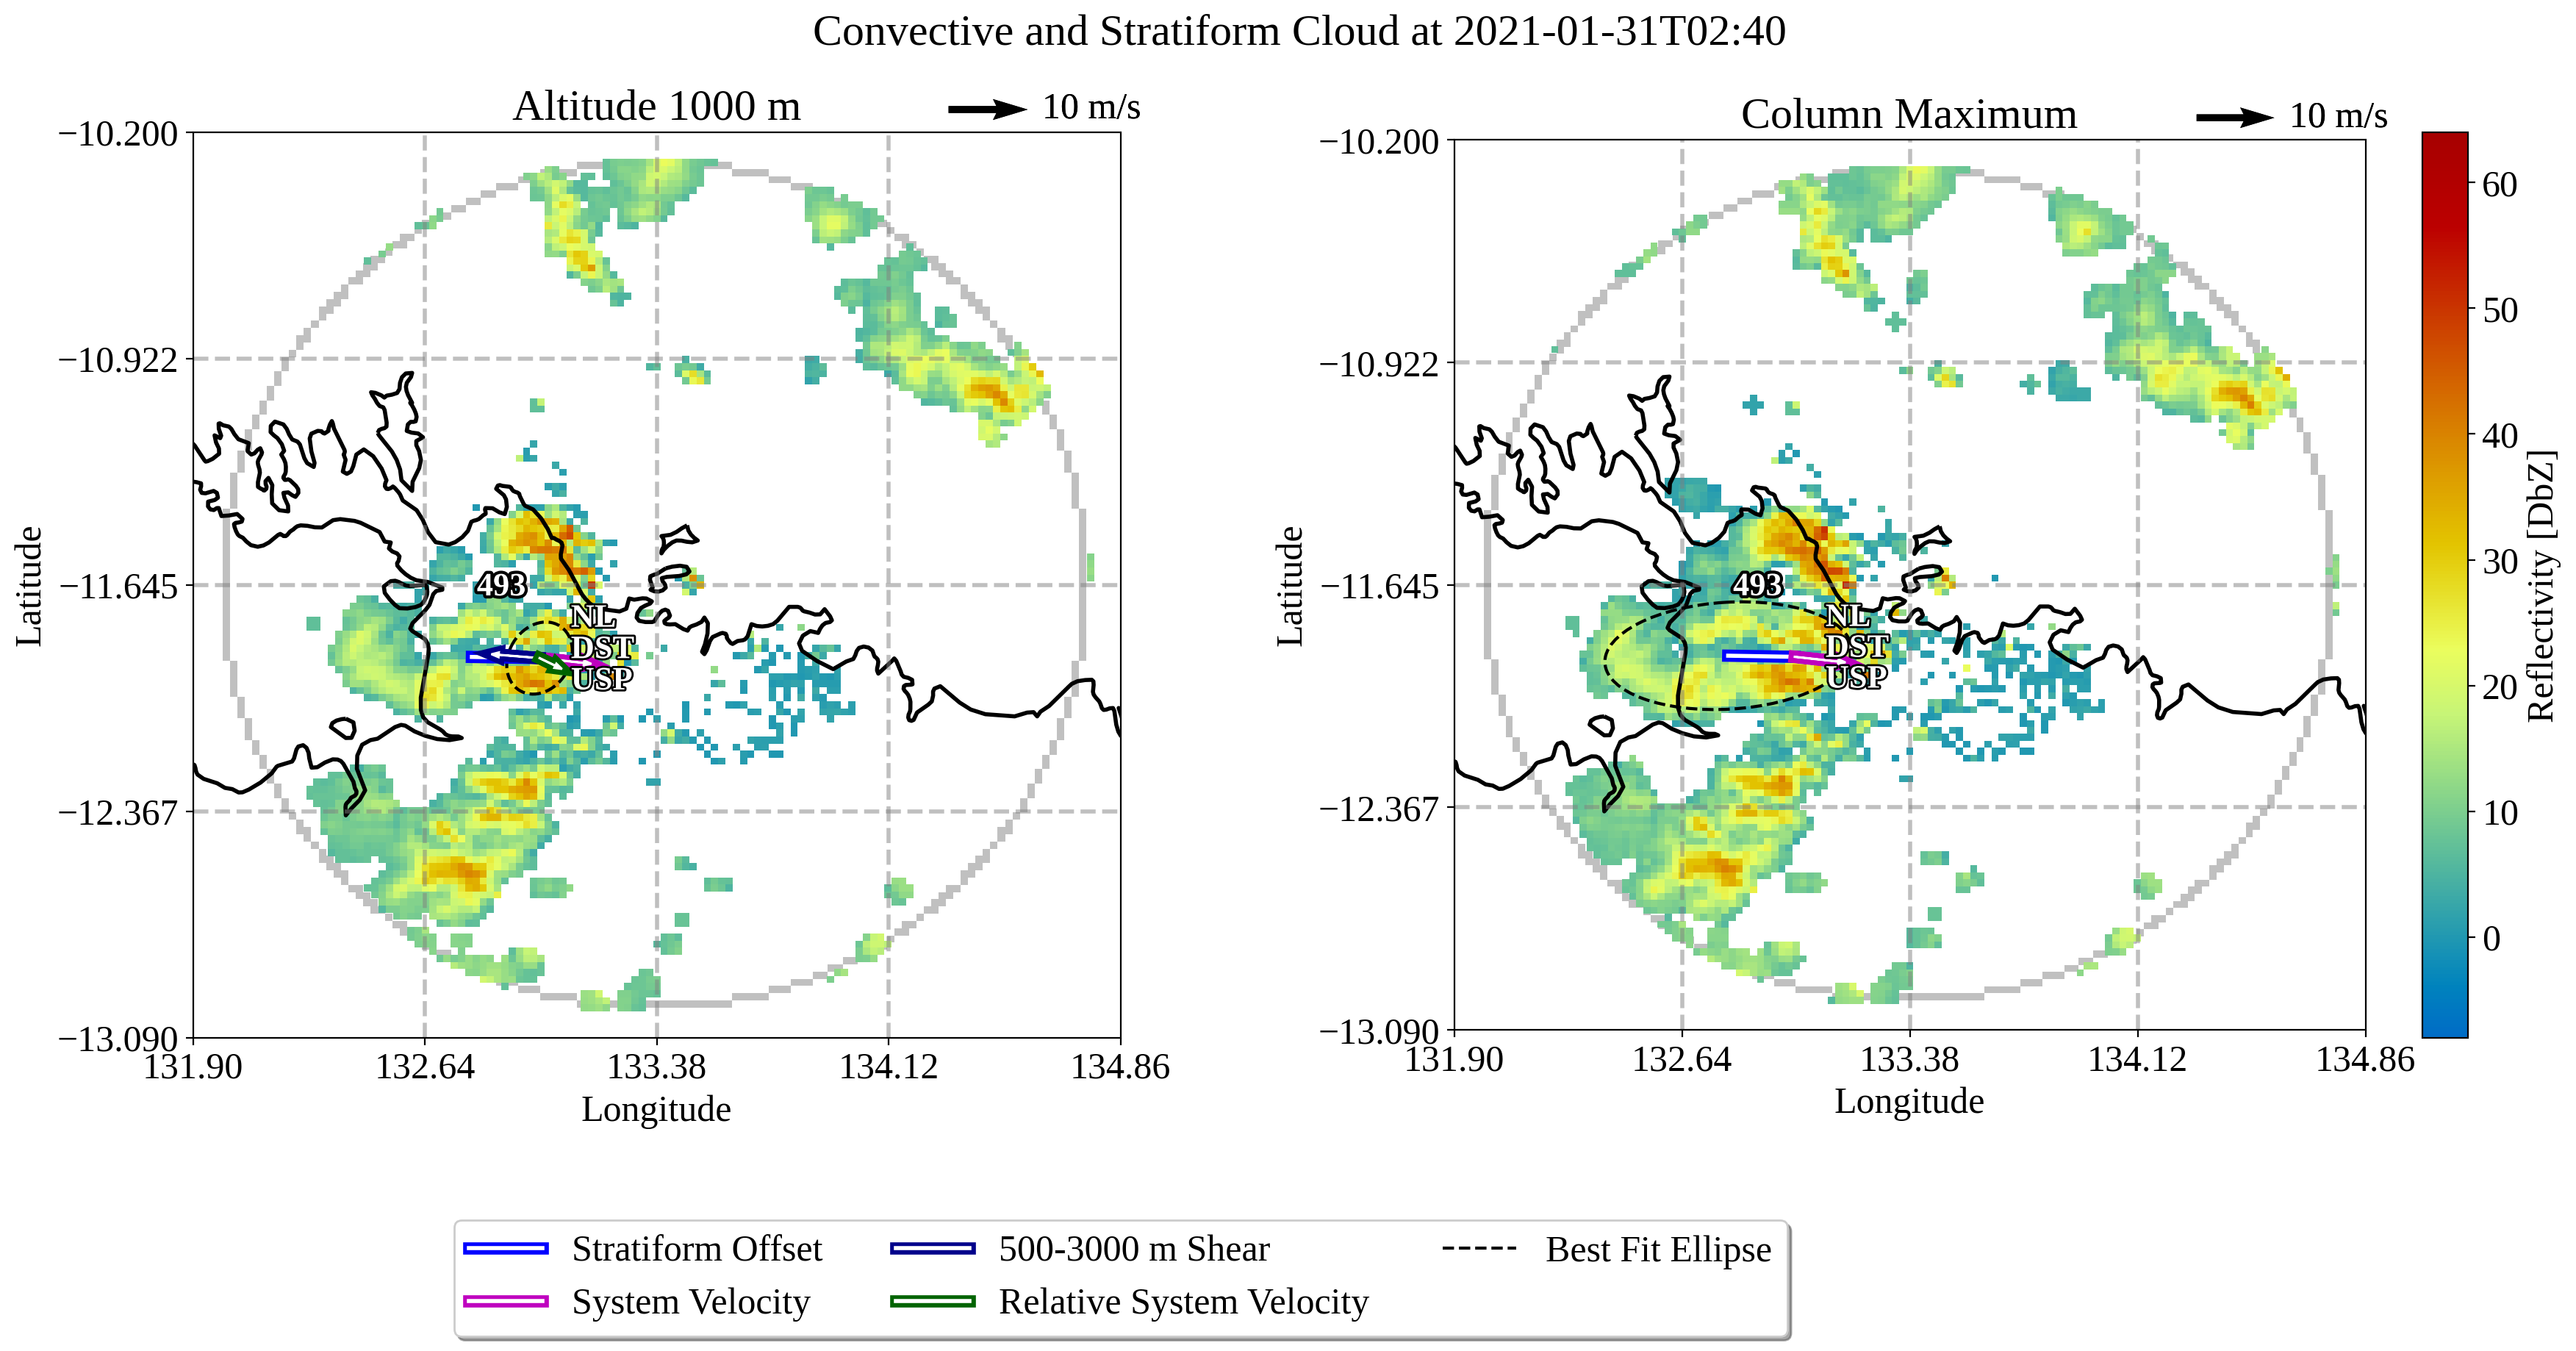 Convective and Stratiform Cloud at 2021-01-31T02:40
Altitude 1000 m
10 m/s
−10.200
−10.922
−11.645
−12.367
−13.090
131.90
132.64
133.38
134.12
134.86
Latitude
Longitude
493
NL
DST
USP
Column Maximum
10 m/s
−10.200
−10.922
−11.645
−12.367
−13.090
131.90
132.64
133.38
134.12
134.86
Latitude
Longitude
493
NL
DST
USP
60
50
40
30
20
10
0
Reflectivity [DbZ]
Stratiform Offset
System Velocity
500-3000 m Shear
Relative System Velocity
Best Fit Ellipse